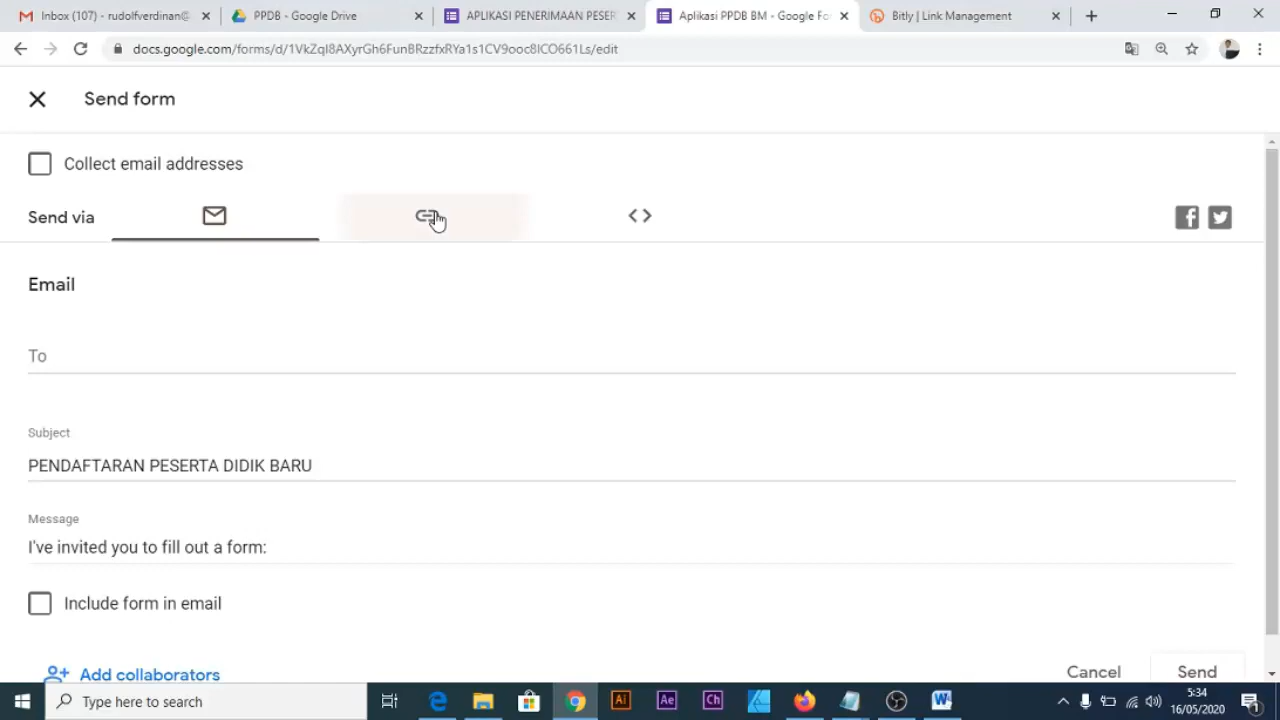 Inbox (107) - rudolfverdinan@
PPDB - Google Drive
APLIKASI PENERIMAAN PESER
Aplikasi PPDB BM - Google Fo
Bitly | Link Management
docs.google.com/forms/d/1VkZqI8AXyrGh6FunBRzzfxRYa1s1CV9ooc8ICO661Ls/edit
Send form
Collect email addresses
Send via
Email
To
Subject
PENDAFTARAN PESERTA DIDIK BARU
Message
I've invited you to fill out a form:
Include form in email
Add collaborators
Cancel
Send
Type here to search
Ai
Ae
Ch
5:34
16/05/2020